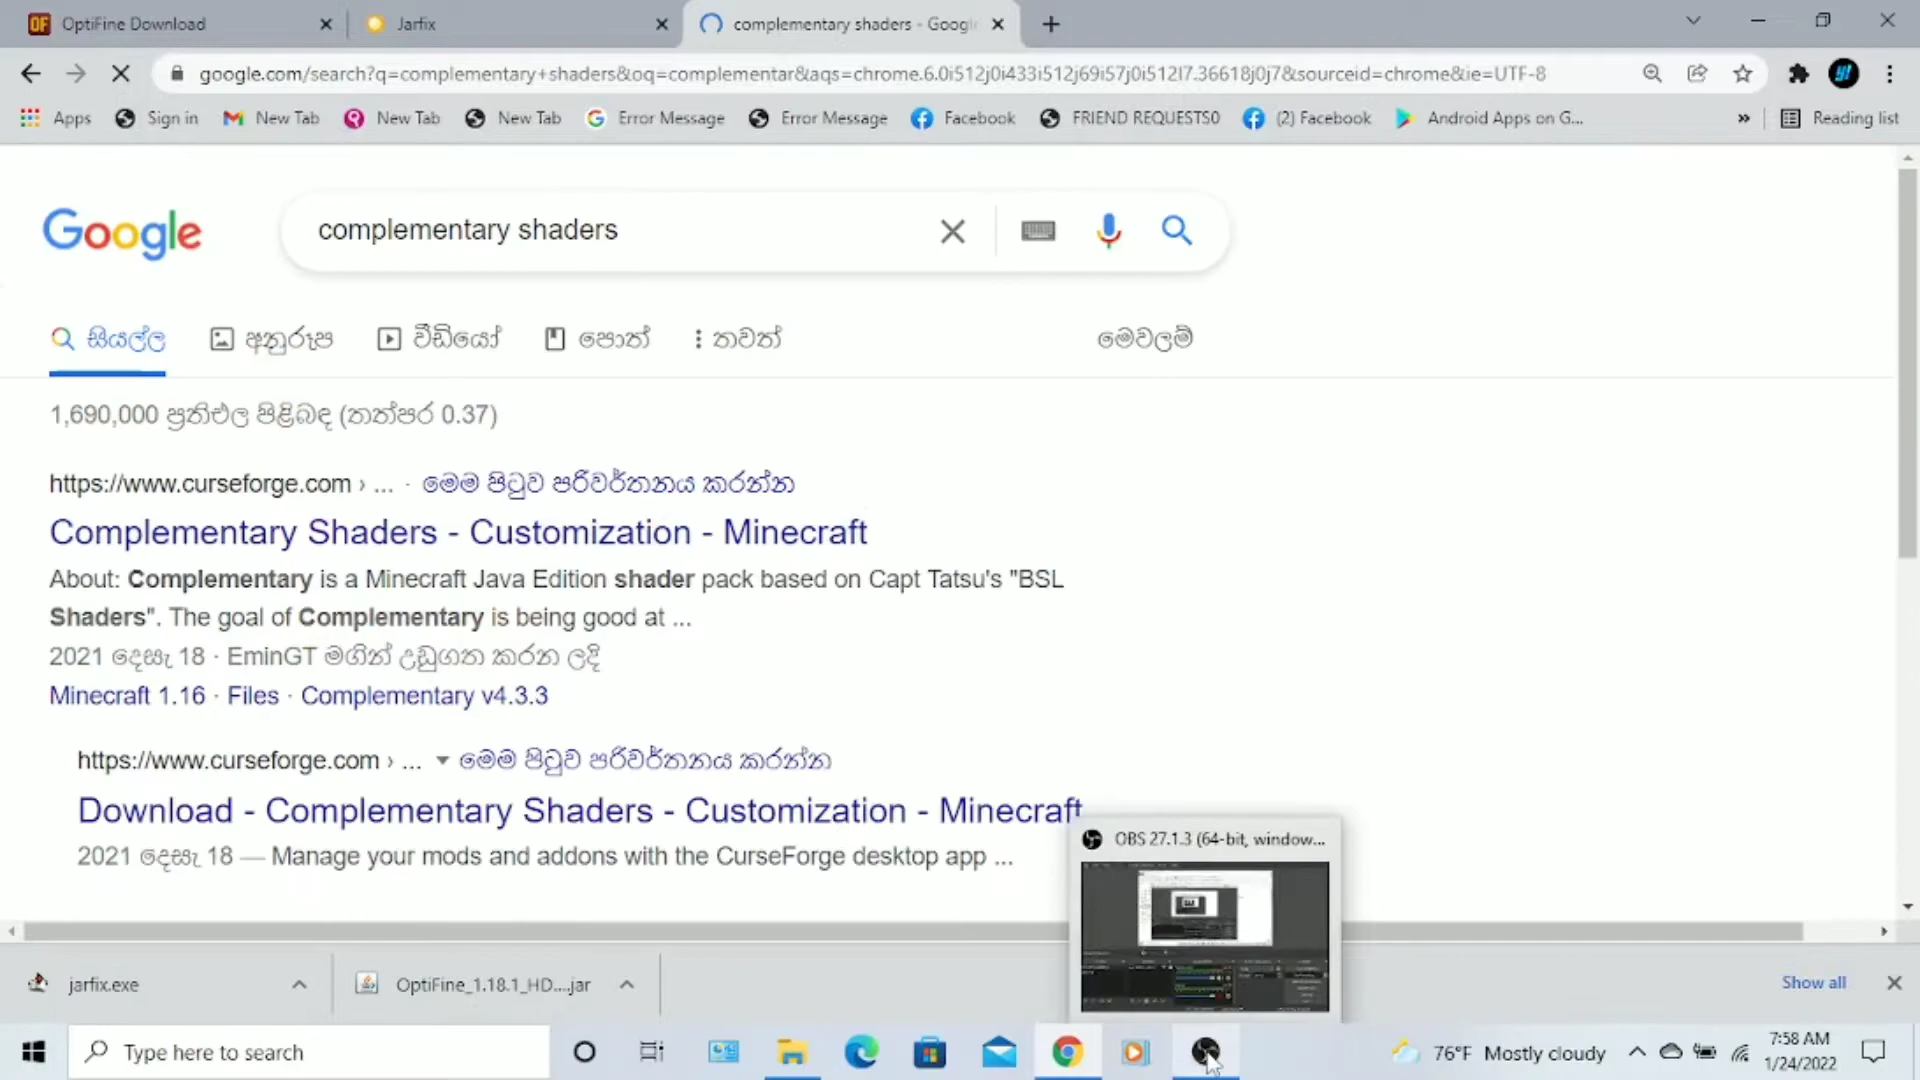 OptiFine Download
Jarfix
complementary shaders - Googl
google.com/search?q=complementary+shaders&oq=complementar&aqs=chrome.6.0i512j0i433i512j69i57j0i512l7.36618j0j7&sourceid=chrome&ie=UTF-8
Apps Sign in New Tab New Tab New Tab Error Message Error Message Facebook FRIEND REQUESTS0 (2) Facebook Android Apps on G... » Reading list
Google
complementary shaders
සියල්ල අනුරූප වීඩියෝ පොත් තවත් මෙවලම්
1,690,000 ප්‍රතිඵල පිළිබඳ (තත්පර 0.37)
https://www.curseforge.com › ... · මෙම පිටුව පරිවර්තනය කරන්න
Complementary Shaders - Customization - Minecraft
About: Complementary is a Minecraft Java Edition shader pack based on Capt Tatsu's "BSL
Shaders". The goal of Complementary is being good at ...
2021 දෙසැ 18 · EminGT මගින් උඩුගත කරන ලදි
Minecraft 1.16 · Files · Complementary v4.3.3
https://www.curseforge.com › ... මෙම පිටුව පරිවර්තනය කරන්න
Download - Complementary Shaders - Customization - Minecraft
2021 දෙසැ 18 — Manage your mods and addons with the CurseForge desktop app ...
OBS 27.1.3 (64-bit, window...
jarfix.exe
OptiFine_1.18.1_HD....jar
Show all
Type here to search
76°F Mostly cloudy
7:58 AM
1/24/2022